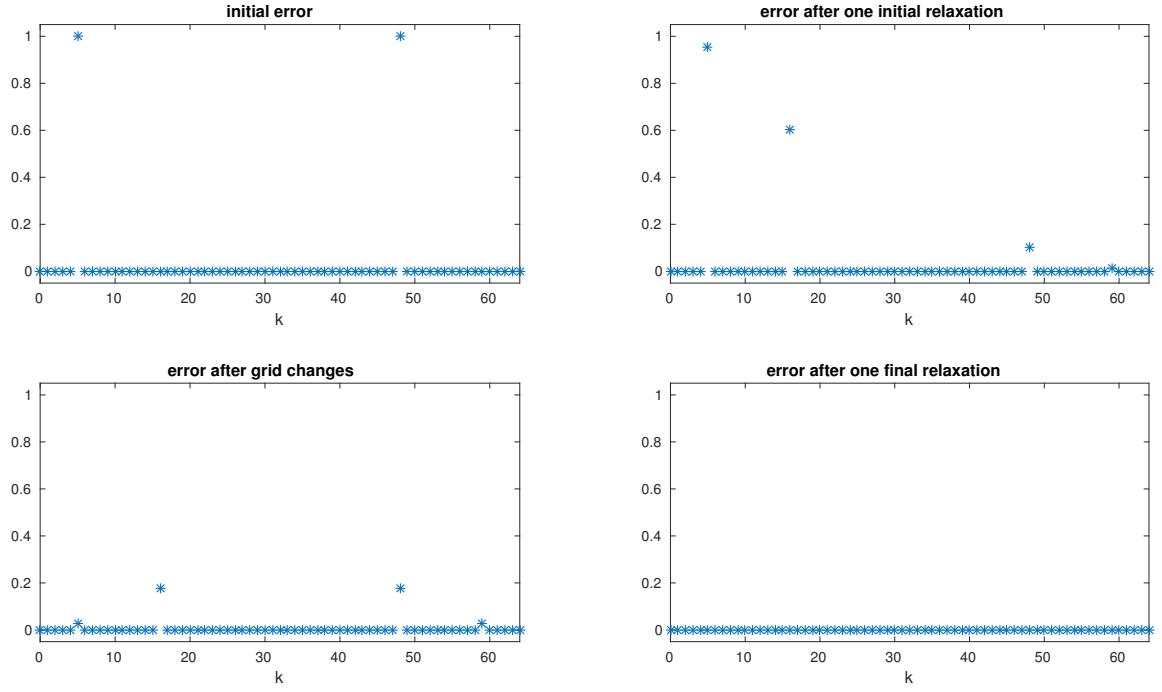 initial error
1
0.8
0.6
0.4
0.2
0
0 10 20 30 40 50 60
k
error after one initial relaxation
1
0.8
0.6
0.4
0.2
0
0 10 20 30 40 50 60
k
error after grid changes
1
0.8
0.6
0.4
0.2
0
0 10 20 30 40 50 60
k
error after one final relaxation
1
0.8
0.6
0.4
0.2
0
0 10 20 30 40 50 60
k